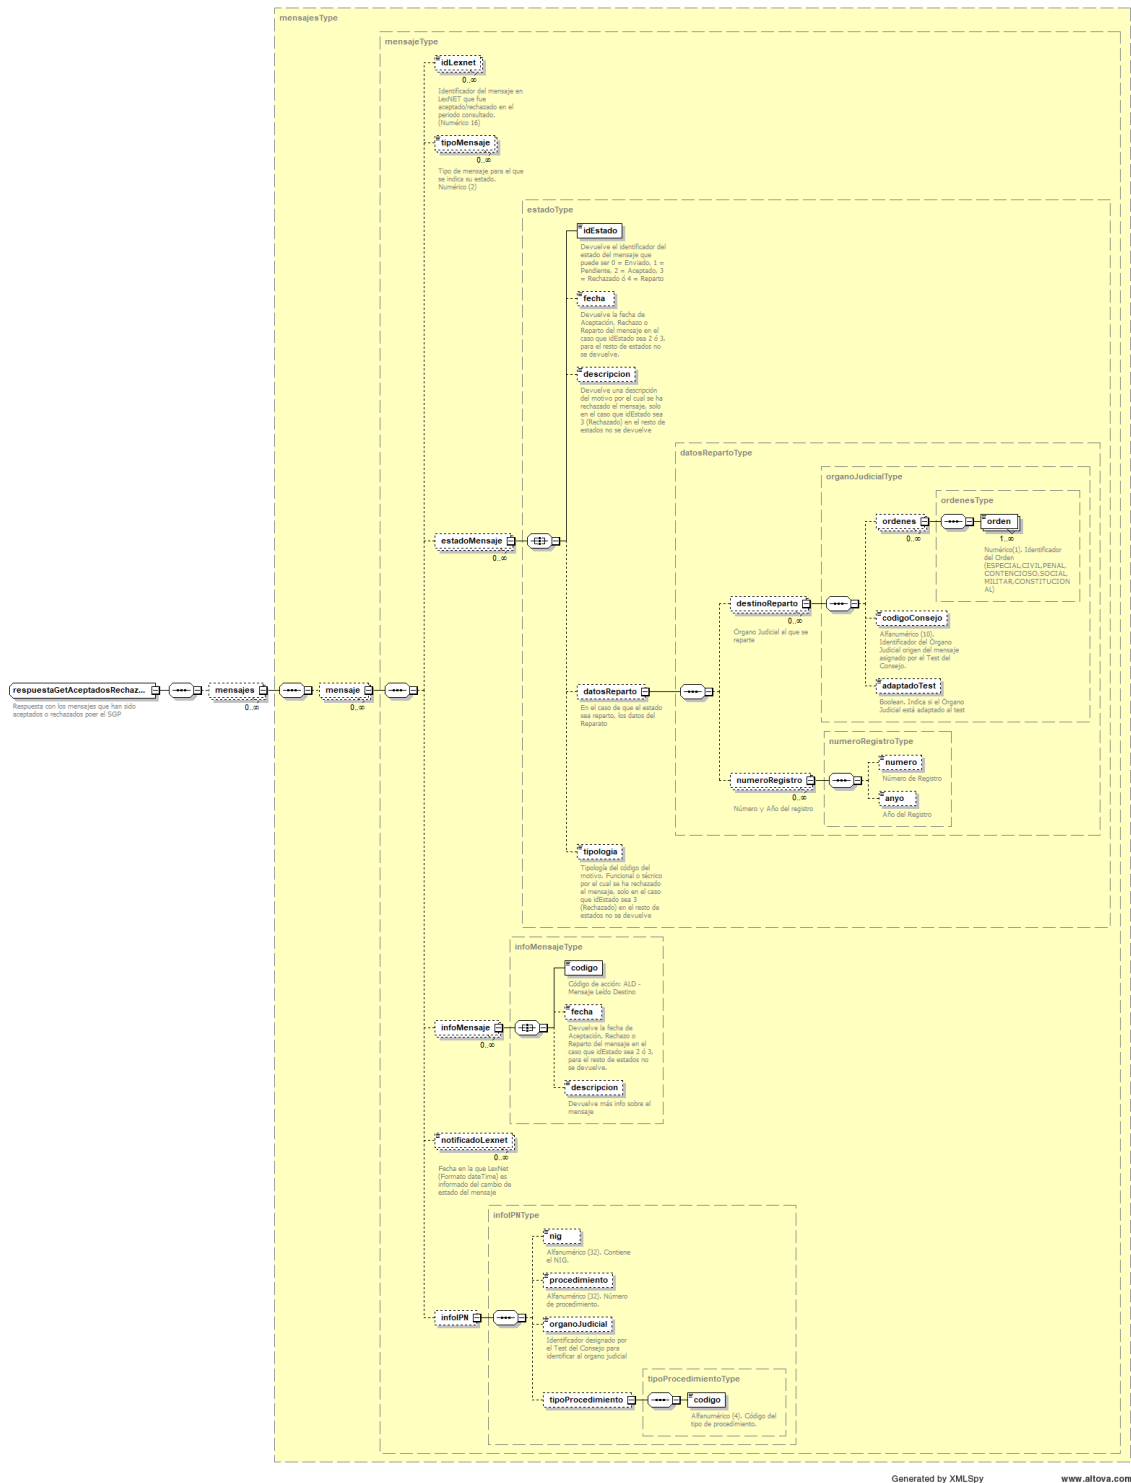 mensajesType
mensajeType
idLexnet
0..∞
Identificador del mensaje en
LexNET que fue
aceptado/rechazado en el
periodo consultado.
(Numérico 16)
tipoMensaje
0..∞
Tipo de mensaje para el que
se indica su estado.
Numérico (2)
estadoType
idEstado
Devuelve el identificador del
estado del mensaje que
puede ser 0 = Enviado, 1 =
Pendiente, 2 = Aceptado, 3
= Rechazado ó 4 = Reparto
fecha
Devuelve la fecha de
Aceptación, Rechazo o
Reparto del mensaje en el
caso que idEstado sea 2 ó 3,
para el resto de estados no
se devuelve.
descripcion
Devuelve una descripción
del motivo por el cual se ha
rechazado el mensaje, solo
en el caso que idEstado sea
3 (Rechazado) en el resto de
estados no se devuelve
datosRepartoType
organoJudicialType
ordenesType
ordenes
0..∞
orden
1..∞
Numérico(1). Identificador
del Orden
(ESPECIAL,CIVIL,PENAL,
CONTENCIOSO,SOCIAL,
MILITAR,CONSTITUCION
AL)
estadoMensaje
0..∞
destinoReparto
0..∞
Órgano Judicial al que se
reparte
codigoConsejo
Alfanumérico (10).
Identificador del Órgano
Judicial origen del mensaje
asignado por el Test del
Consejo.
adaptadoTest
Boolean. Indica si el Organo
Judicial está adaptado al test
respuestaGetAceptadosRechaz...
Respuesta con los mensajes que han sido
aceptados o rechazados poer el SGP
mensajes
0..∞
mensaje
0..∞
datosReparto
En el caso de que el estado
sea reparto, los datos del
Reparato
numeroRegistroType
numeroRegistro
0..∞
Número y Año del registro
numero
Número de Registro
anyo
Año del Registro
tipologia
Tipología del código del
motivo. Funcional o técnico
por el cual se ha rechazado
el mensaje, solo en el caso
que idEstado sea 3
(Rechazado) en el resto de
estados no se devuelve
infoMensajeType
codigo
Código de acción: ALD -
Mensaje Leído Destino
infoMensaje
0..∞
fecha
Devuelve la fecha de
Aceptación, Rechazo o
Reparto del mensaje en el
caso que idEstado sea 2 ó 3,
para el resto de estados no
se devuelve.
descripcion
Devuelve más info sobre el
mensaje
notificadoLexnet
0..∞
Fecha en la que LexNet
(Formato dateTime) es
informado del cambio de
estado del mensaje
infoIPNType
nig
Alfanumérico (32). Contiene
el NIG.
procedimiento
Alfanumérico (32). Número
de procedimiento.
infoIPN
organoJudicial
Identificador designado por
el Test del Consejo para
identificar al organo judicial
tipoProcedimientoType
tipoProcedimiento
codigo
Alfanumérico (4). Código del
tipo de procedimiento.
Generated by XMLSpy
www.altova.com